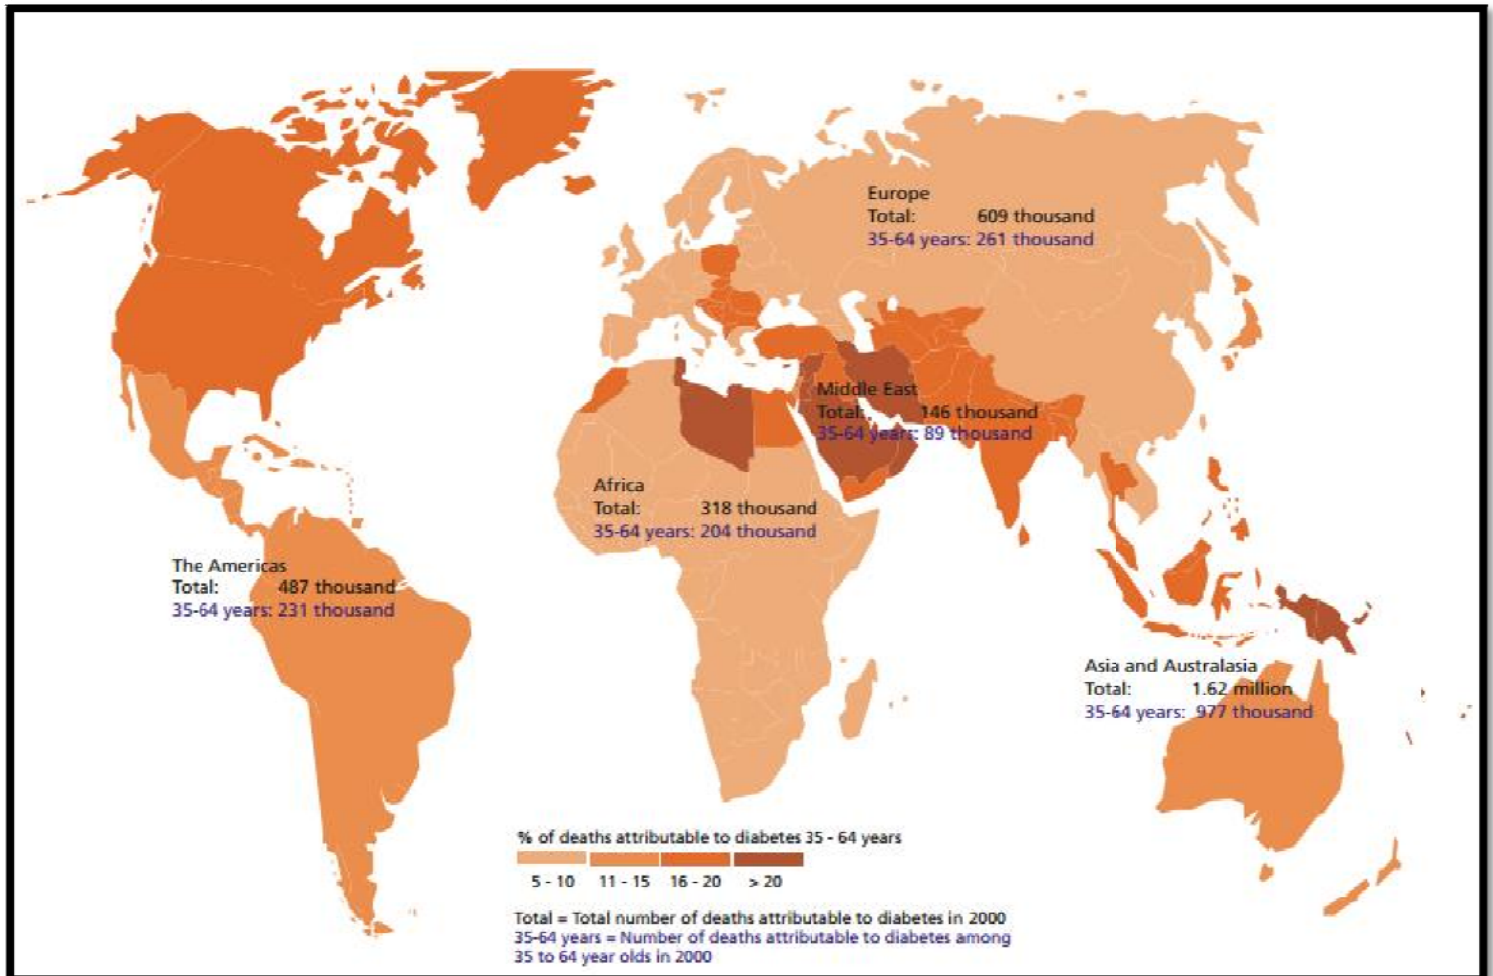 Europe
Total: 609 thousand
35-64 years: 261 thousand
Middle East
Total: 146 thousand
35-64 years: 89 thousand
Africa
Total: 318 thousand
35-64 years: 204 thousand
The Americas
Total: 487 thousand
35-64 years: 231 thousand
Asia and Australasia
Total: 1.62 million
35-64 years: 977 thousand
% of deaths attributable to diabetes 35 - 64 years
5 - 10 11 - 15 16 - 20 > 20
Total = Total number of deaths attributable to diabetes in 2000
35-64 years = Number of deaths attributable to diabetes among
35 to 64 year olds in 2000